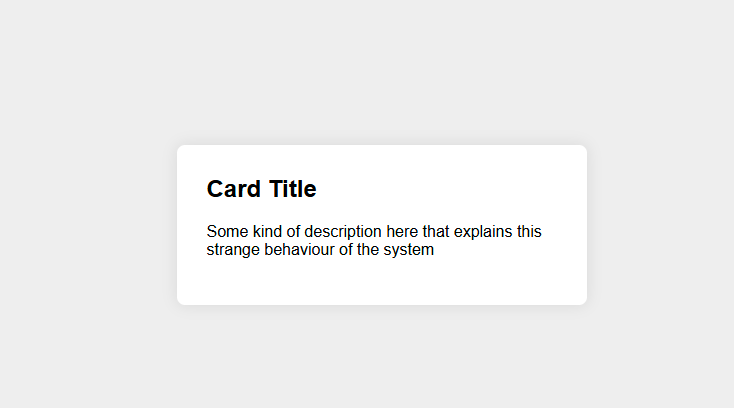 Card Title
Some kind of description here that explains this
strange behaviour of the system